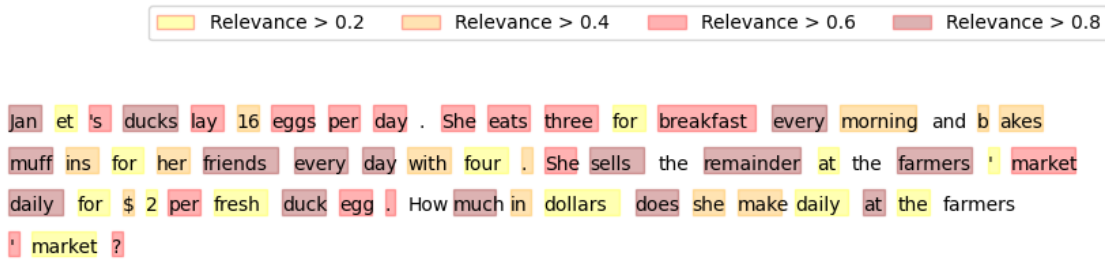 Relevance > 0.2 Relevance > 0.4 Relevance > 0.6 Relevance > 0.8
Jan et 's ducks lay 16 eggs per day . She eats three for breakfast every morning and b akes
muff ins for her friends every day with four . She sells the remainder at the farmers ' market
daily for $ 2 per fresh duck egg . How much in dollars does she make daily at the farmers
' market ?